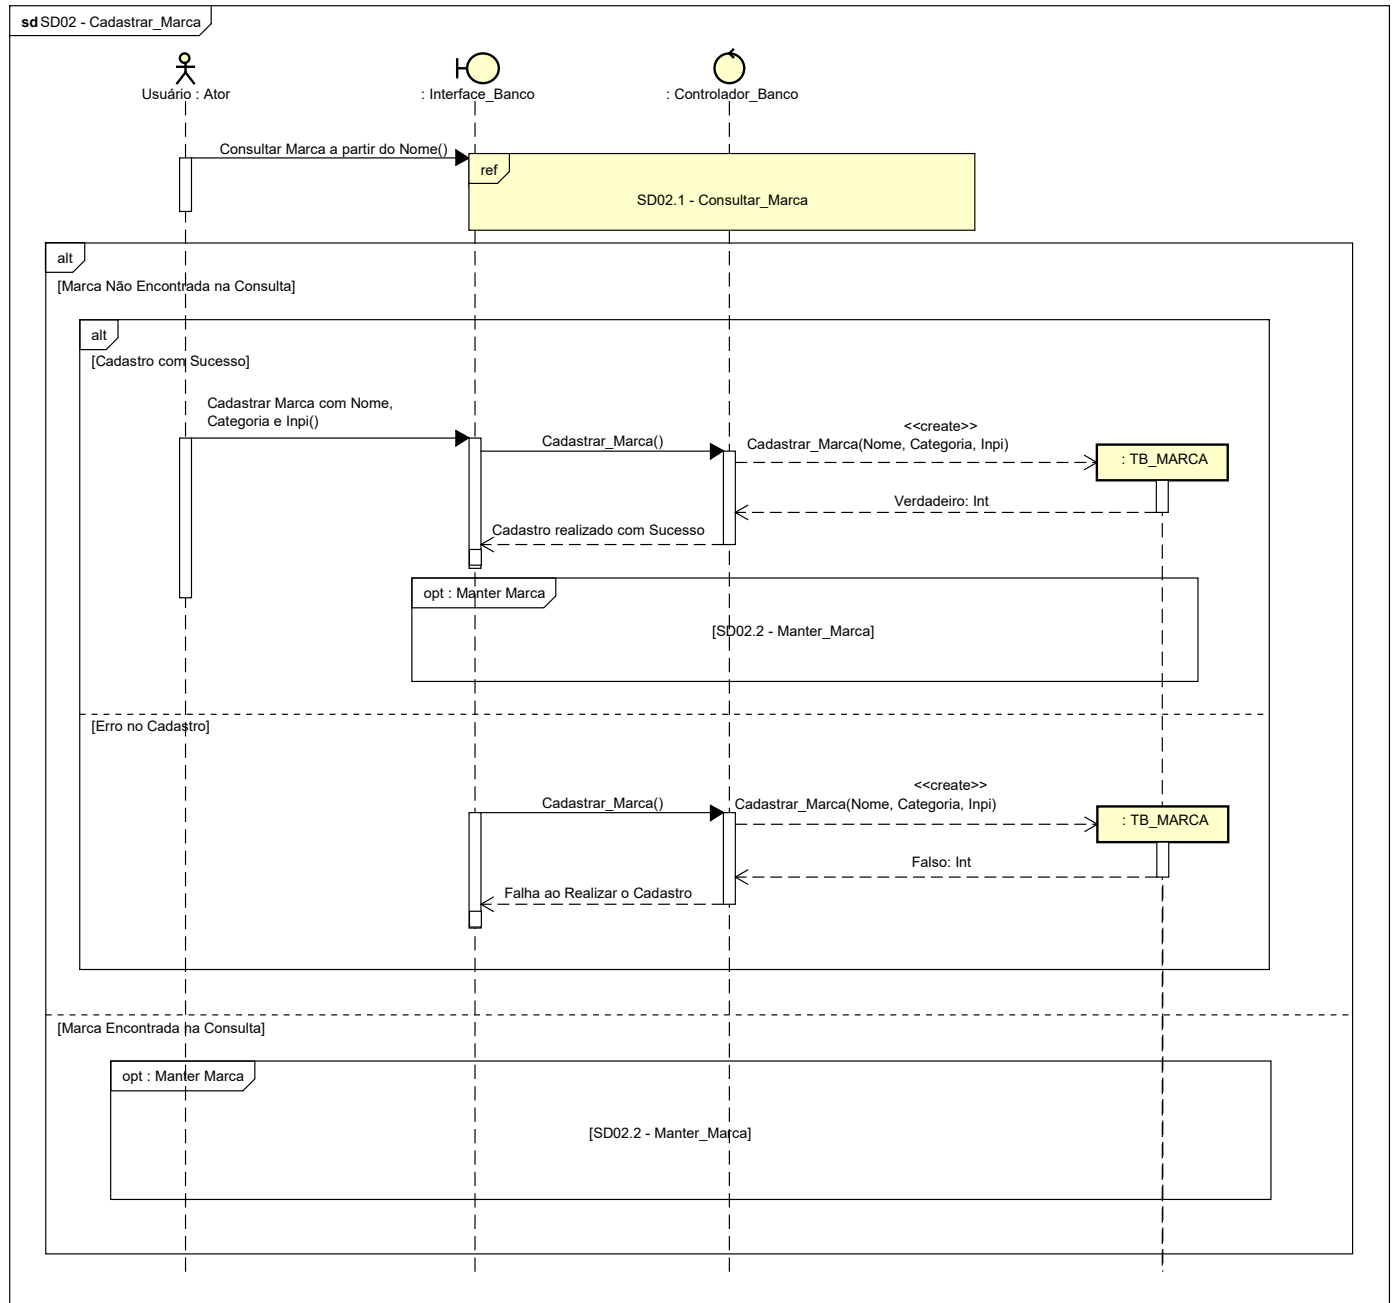 sd SD02 - Cadastrar_Marca
Usuário : Ator
: Interface_Banco
: Controlador_Banco
Consultar Marca a partir do Nome()
ref
SD02.1 - Consultar_Marca
alt
[Marca Não Encontrada na Consulta]
alt
[Cadastro com Sucesso]
Cadastrar Marca com Nome,
Categoria e Inpi()
Cadastrar_Marca()
<<create>>
Cadastrar_Marca(Nome, Categoria, Inpi)
: TB_MARCA
Verdadeiro: Int
Cadastro realizado com Sucesso
opt : Manter Marca
[SD02.2 - Manter_Marca]
[Erro no Cadastro]
Cadastrar_Marca()
<<create>>
Cadastrar_Marca(Nome, Categoria, Inpi)
: TB_MARCA
Falso: Int
Falha ao Realizar o Cadastro
[Marca Encontrada na Consulta]
opt : Manter Marca
[SD02.2 - Manter_Marca]